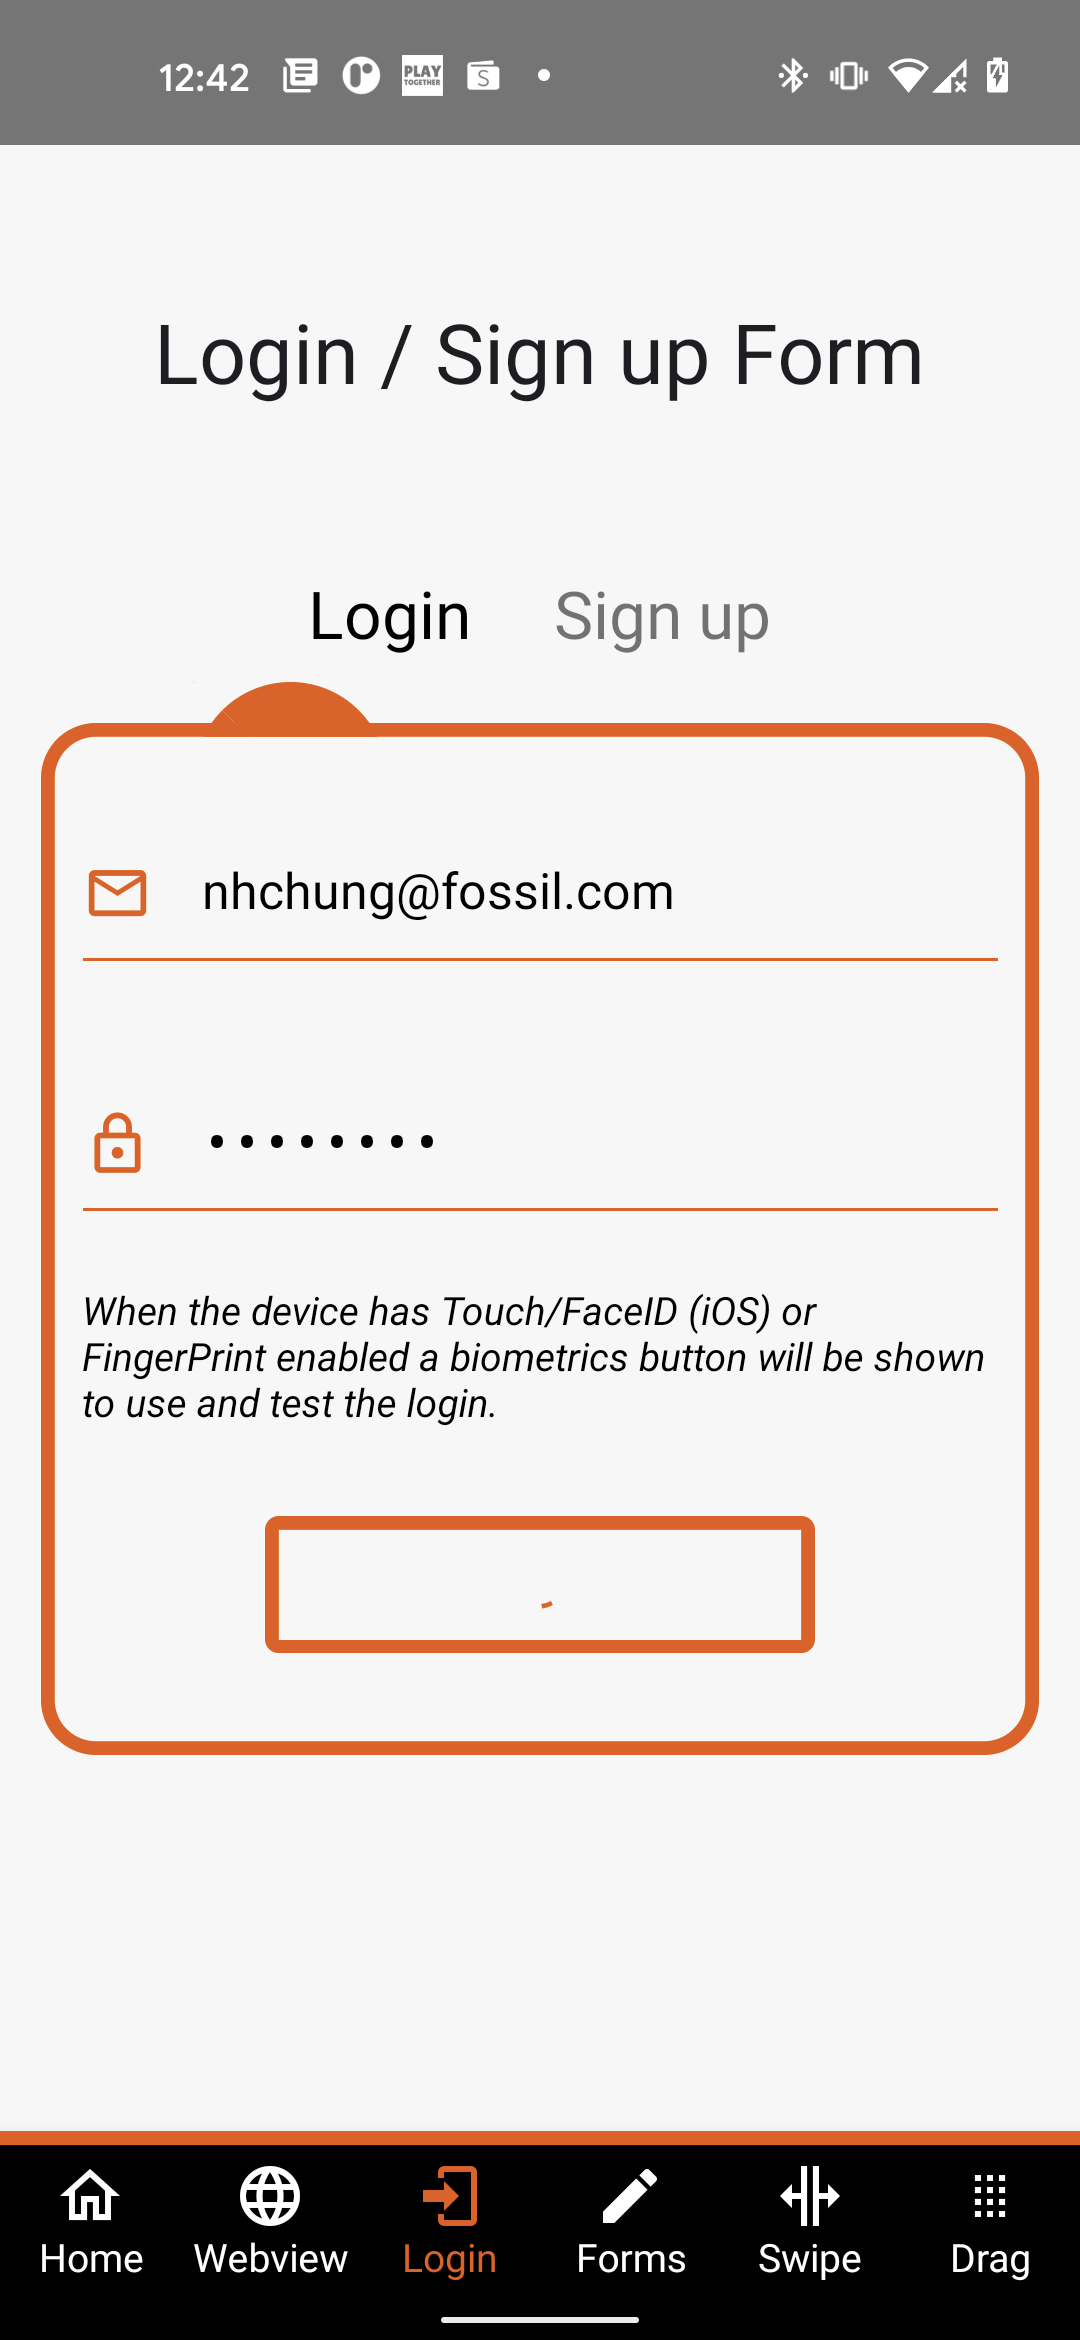 12:42
PLAY
TOGETHER
S
Login / Sign up Form
Login
Sign up
nhchung@fossil.com
••••••••
When the device has Touch/FaceID (iOS) or
FingerPrint enabled a biometrics button will be shown
to use and test the login.
Home
Webview
Login
Forms
Swipe
Drag